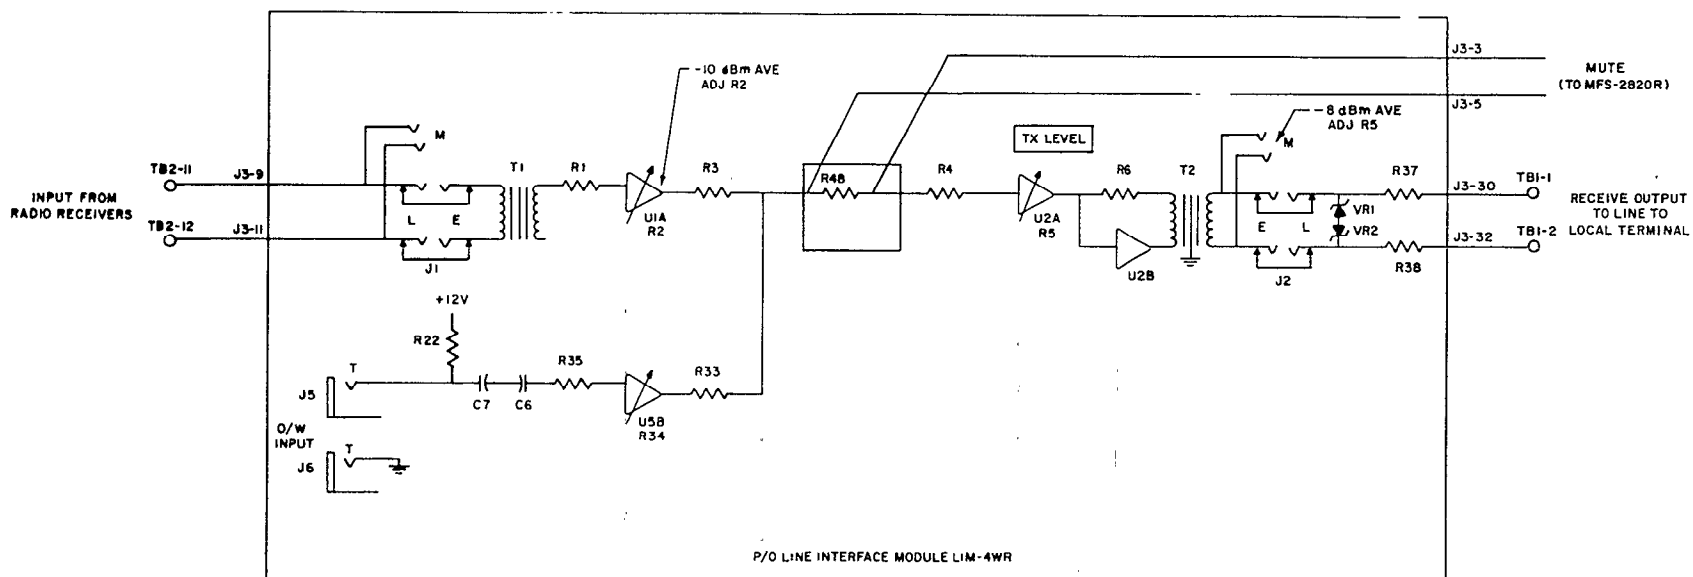 J3-3
MUTE
(TO MFS-2820R)
J3-5
-10 dBm AVE
ADJ R2
-8 dBm AVE
ADJ R5
TX LEVEL
M
M
TB2-11
J3-9
T1
R1
R3
R48
R4
R6
T2
R37
J3-30
TB1-1
INPUT FROM
RADIO RECEIVERS
L
E
U1A
R2
U2A
R5
E
L
VR1
VR2
RECEIVE OUTPUT
TO LINE TO
LOCAL TERMINAL
TB2-12
J3-11
J1
U2B
J2
R38
J3-32
TB1-2
+12V
R22
R35
R33
T
J5
C7
C6
U5B
R34
O/W
INPUT
T
J6
P/O LINE INTERFACE MODULE LIM-4WR